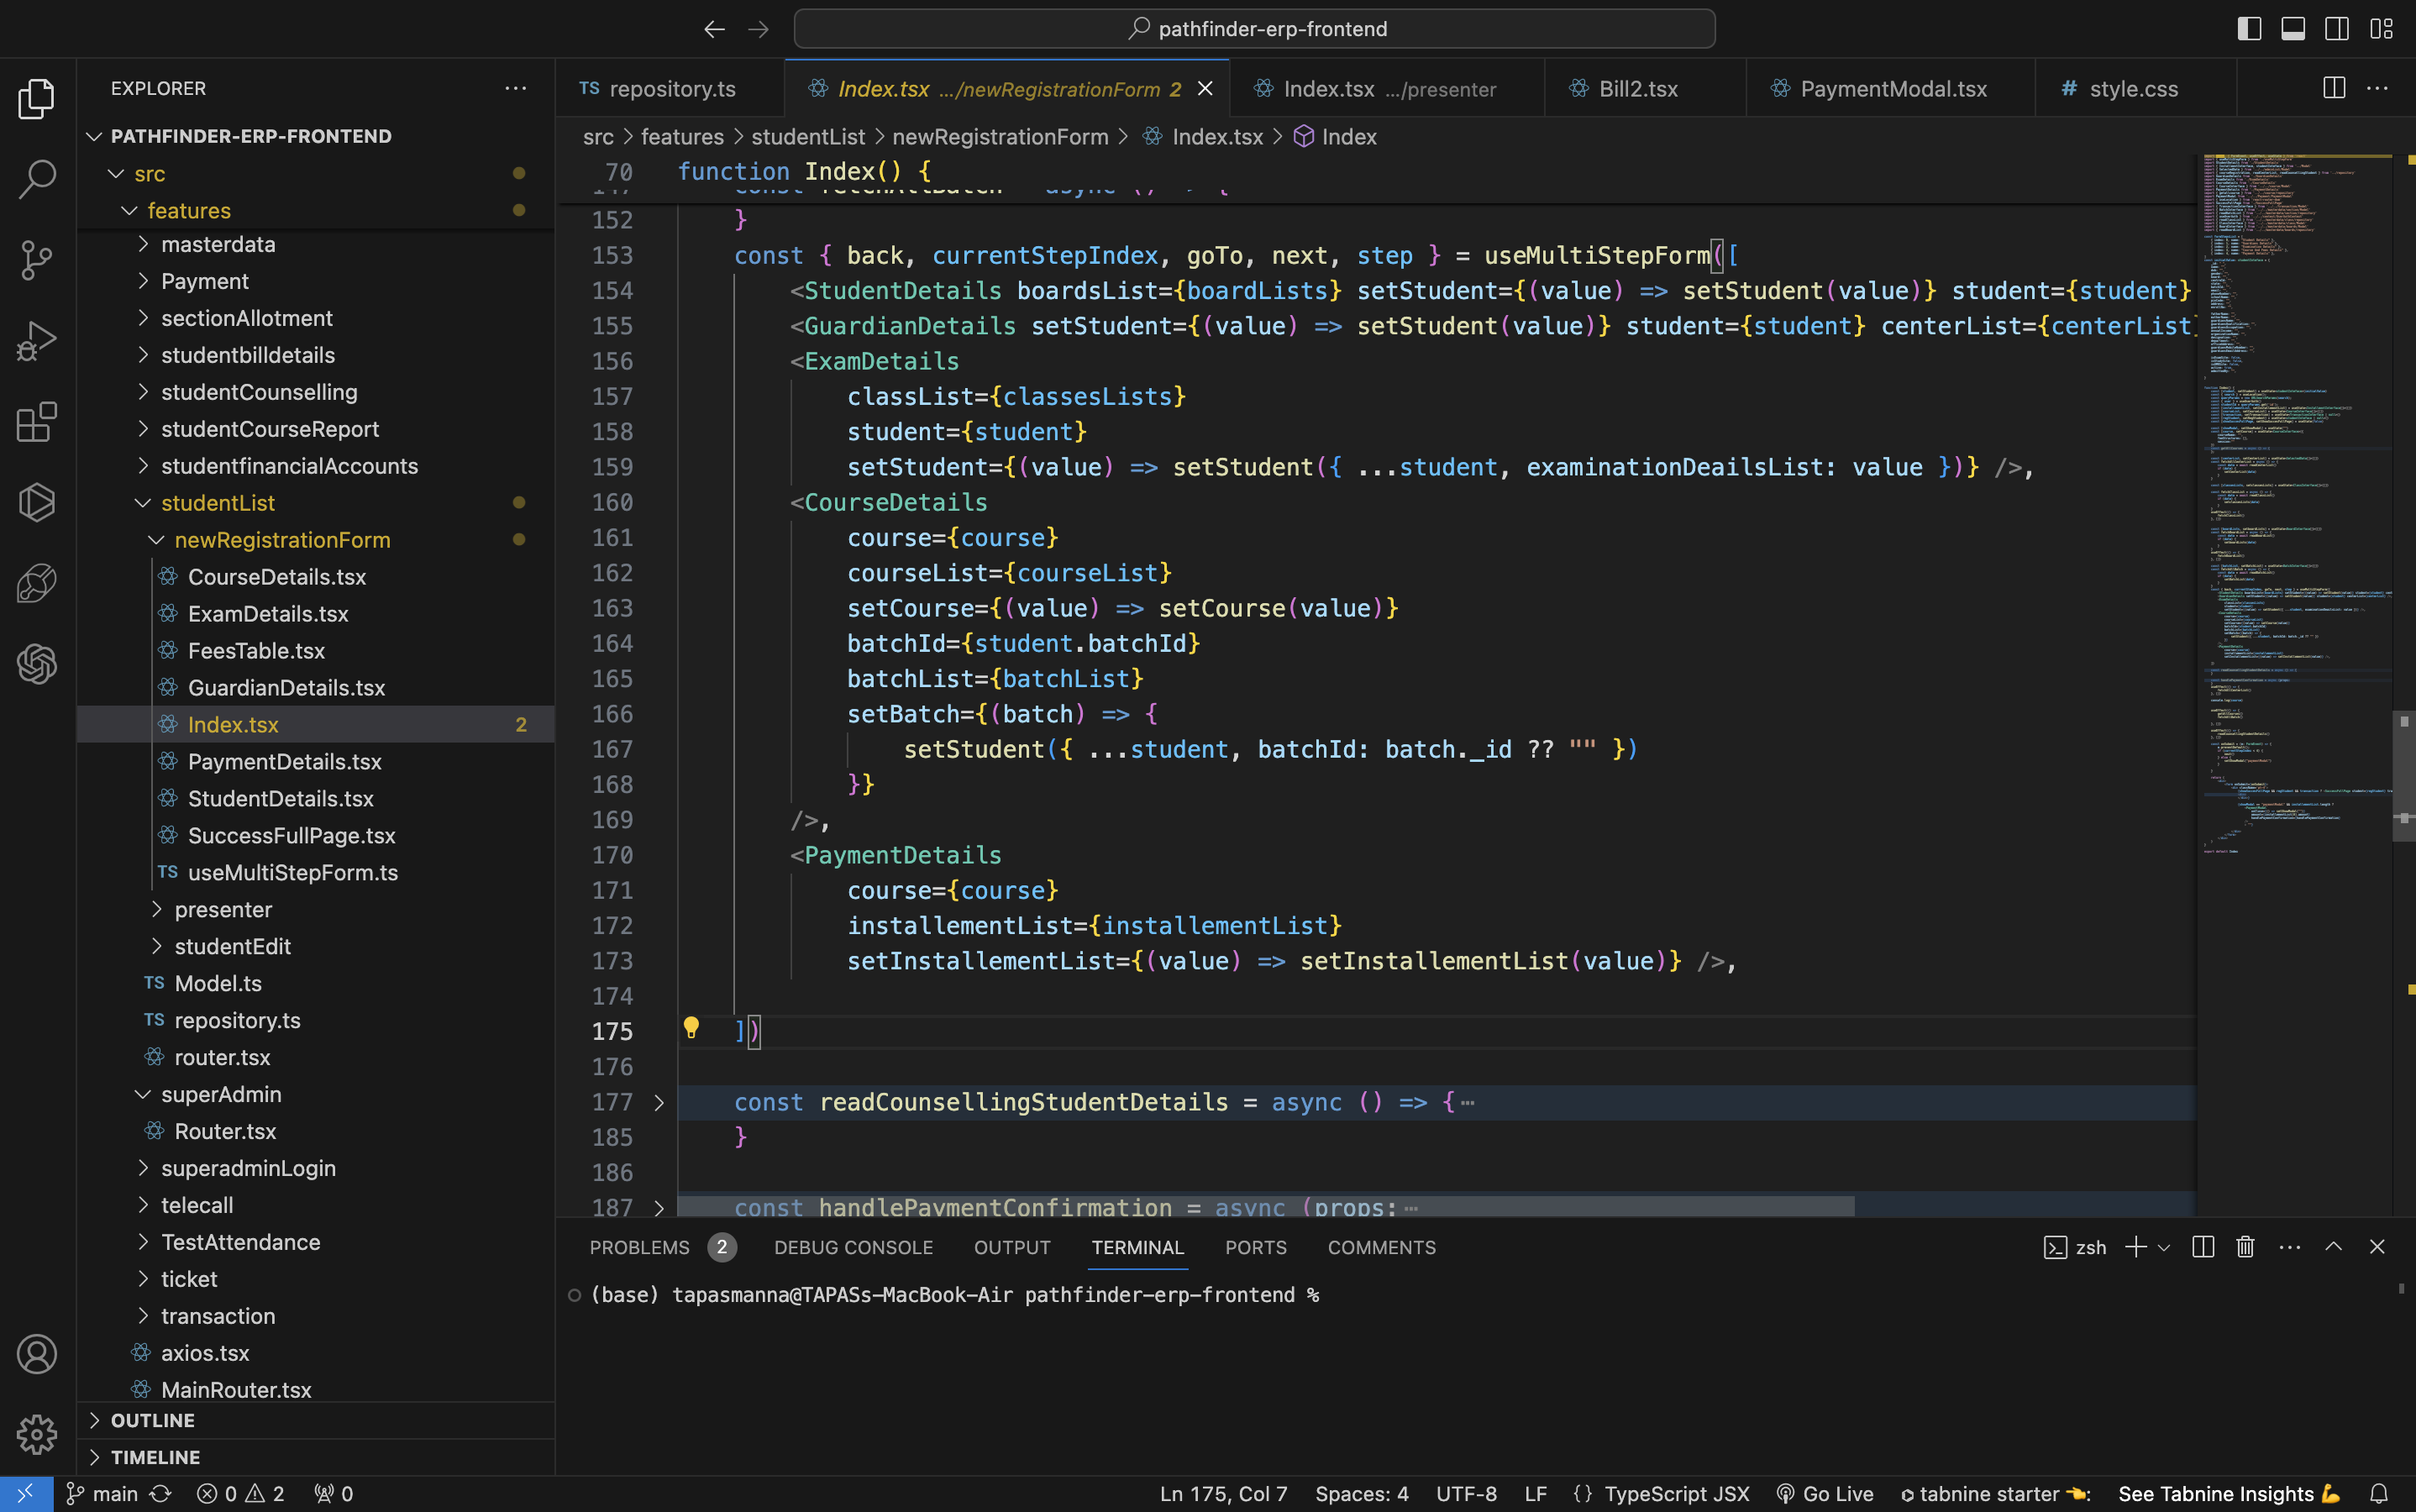 pathfinder-erp-frontend
EXPLORER
PATHFINDER-ERP-FRONTEND
src
features
masterdata
Payment
sectionAllotment
studentbilldetails
studentCounselling
studentCourseReport
studentfinancialAccounts
studentList
newRegistrationForm
CourseDetails.tsx
ExamDetails.tsx
FeesTable.tsx
GuardianDetails.tsx
Index.tsx 2
PaymentDetails.tsx
StudentDetails.tsx
SuccessFullPage.tsx
TS useMultiStepForm.ts
presenter
studentEdit
TS Model.ts
TS repository.ts
router.tsx
superAdmin
Router.tsx
superadminLogin
telecall
TestAttendance
ticket
transaction
axios.tsx
MainRouter.tsx
OUTLINE
TIMELINE
TS repository.ts
Index.tsx .../newRegistrationForm 2
Index.tsx .../presenter
Bill2.tsx
PaymentModal.tsx
# style.css
src > features > studentList > newRegistrationForm > Index.tsx > Index
70 function Index() {
147 const fetchAllBatch = async () => {
152 }
153 const { back, currentStepIndex, goTo, next, step } = useMultiStepForm([
154 <StudentDetails boardsList={boardLists} setStudent={(value) => setStudent(value)} student={student}
155 <GuardianDetails setStudent={(value) => setStudent(value)} student={student} centerList={centerList
156 <ExamDetails
157 classList={classesLists}
158 student={student}
159 setStudent={(value) => setStudent({ ...student, examinationDeailsList: value })} />,
160 <CourseDetails
161 course={course}
162 courseList={courseList}
163 setCourse={(value) => setCourse(value)}
164 batchId={student.batchId}
165 batchList={batchList}
166 setBatch={(batch) => {
167 setStudent({ ...student, batchId: batch._id ?? "" })
168 }}
169 />,
170 <PaymentDetails
171 course={course}
172 installementList={installementList}
173 setInstallementList={(value) => setInstallementList(value)} />,
174
175 ])
176
177 const readCounsellingStudentDetails = async () => {⋯
185 }
186
187 const handlePaymentConfirmation = async (props:⋯
PROBLEMS 2 DEBUG CONSOLE OUTPUT TERMINAL PORTS COMMENTS
zsh
(base) tapasmanna@TAPASs-MacBook-Air pathfinder-erp-frontend %
main 0 2 0
Ln 175, Col 7 Spaces: 4 UTF-8 LF {} TypeScript JSX Go Live tabnine starter 👈: See Tabnine Insights 💪